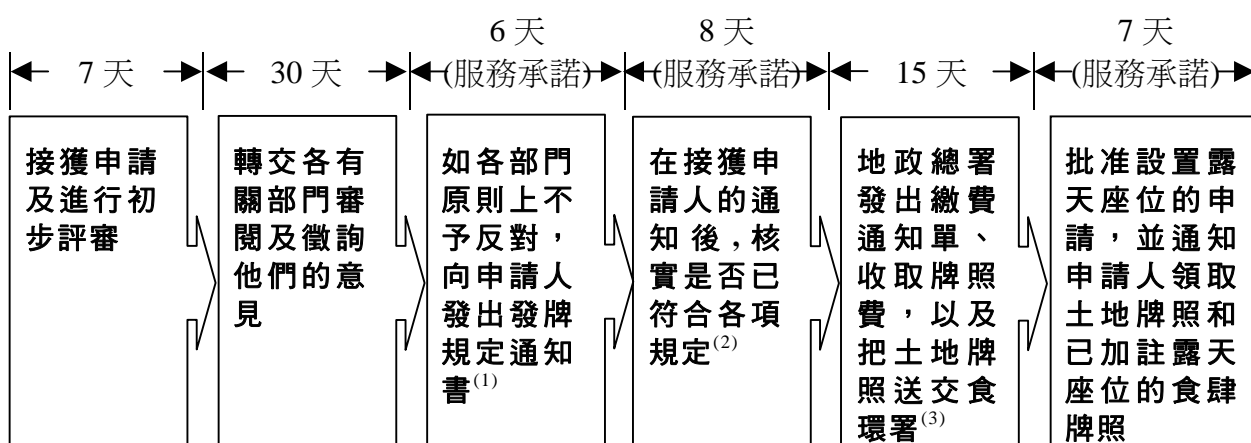 6 天
8 天
7 天
7 天
30 天
(服務承諾)
(服務承諾)
15 天
(服務承諾)
接獲申請
及進行初
步評審
轉交各有
關部門審
閱及徵詢
他們的意
見
如各部門
原則上不
予反對，
向申請人
發出發牌
規定通知
書(1)
在接獲申
請人的通
知後，核
實是否已
符合各項
規定(2)
地政總署
發出繳費
通知單、
收取牌照
費，以及
把土地牌
照送交食
環署(3)
批准設置露
天座位的申
請，並通知
申請人領取
土地牌照和
已加註露天
座位的食肆
牌照